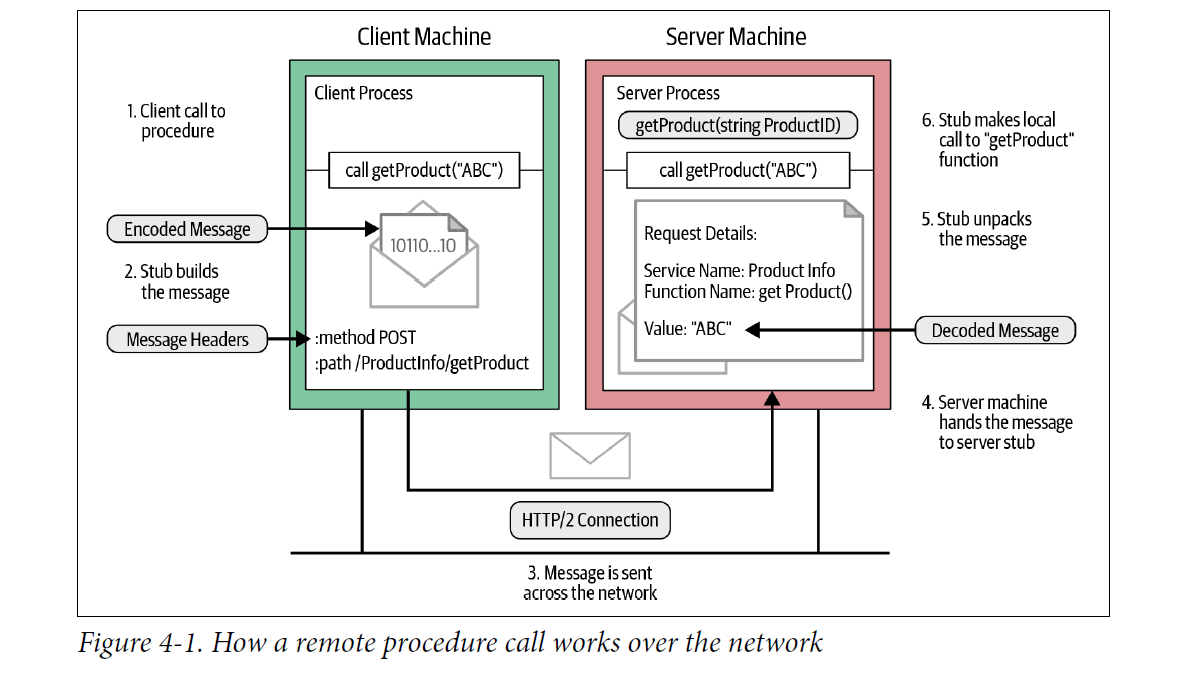 Client Machine
Server Machine
1. Client call to
procedure
Client Process
call getProduct("ABC")
Encoded Message
10110...10
2. Stub builds
the message
Message Headers
:method POST
:path /ProductInfo/getProduct
Server Process
getProduct(string ProductID)
call getProduct("ABC")
Request Details:
Service Name: Product Info
Function Name: get Product()
Value: "ABC"
6. Stub makes local
call to "getProduct"
function
5. Stub unpacks
the message
Decoded Message
4. Server machine
hands the message
to server stub
HTTP/2 Connection
3. Message is sent
across the network
Figure 4-1. How a remote procedure call works over the network